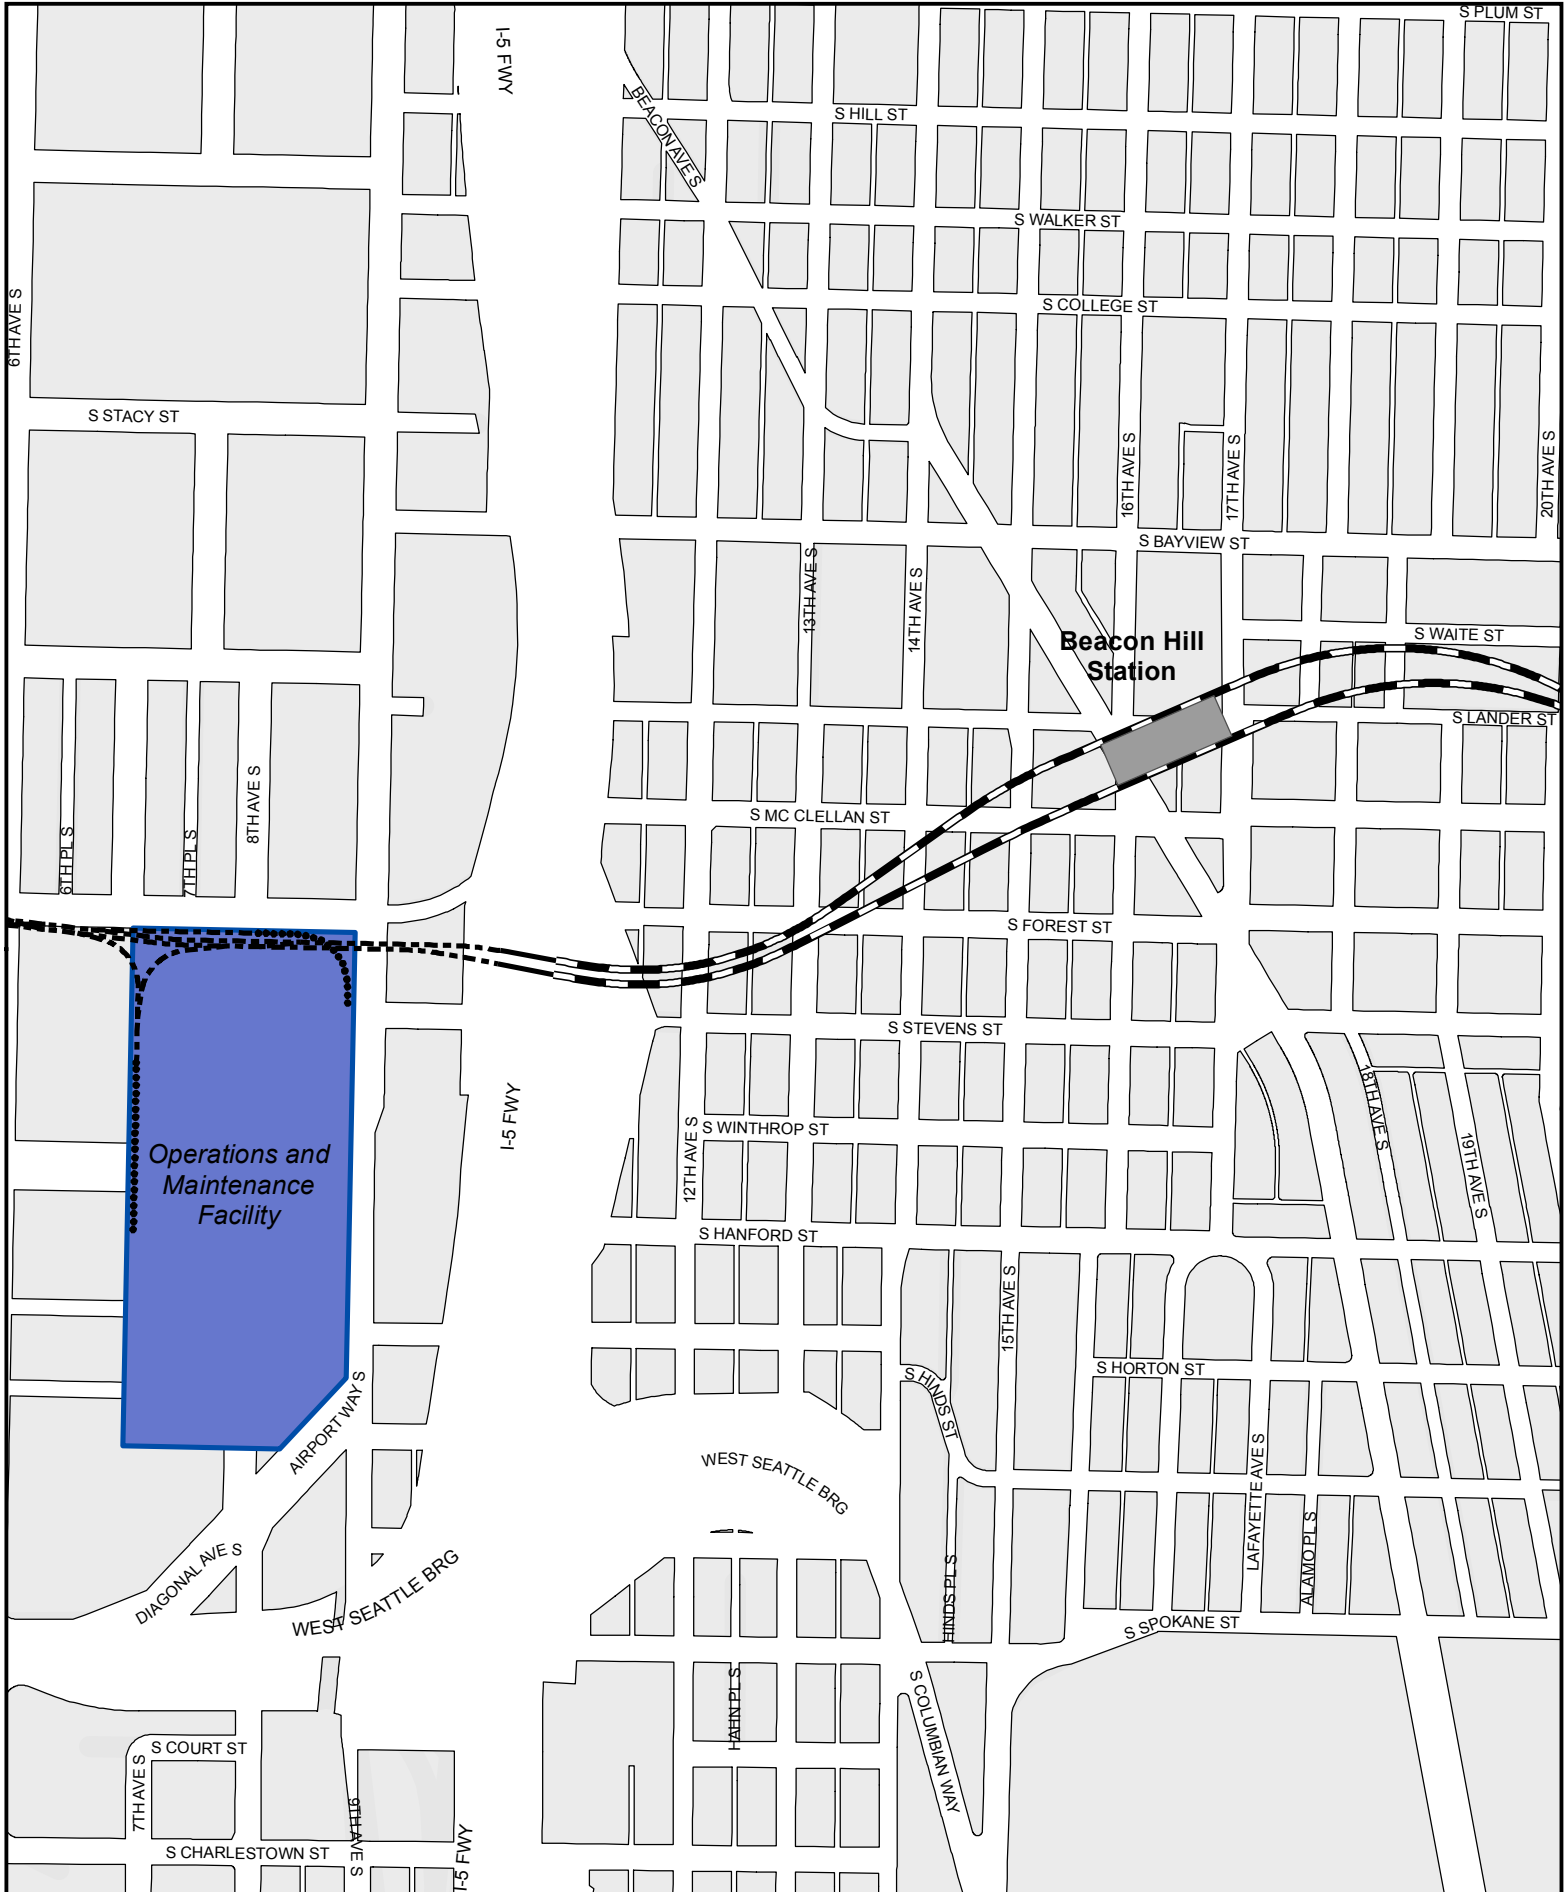 S PLUM ST
I-5 FWY
BEACON AVE S
S HILL ST
S WALKER ST
6TH AVE S
S COLLEGE ST
S STACY ST
16TH AVE S
17TH AVE S
20TH AVE S
S BAYVIEW ST
13TH AVE S
14TH AVE S
S WAITE ST
Beacon Hill
Station
S LANDER ST
8TH AVE S
6TH PL S
7TH PL S
S MC CLELLAN ST
S FOREST ST
S STEVENS ST
I-5 FWY
18TH AVE S
S WINTHROP ST
12TH AVE S
19TH AVE S
Operations and
Maintenance
Facility
S HANFORD ST
15TH AVE S
S HORTON ST
S HINDS ST
AIRPORT WAY S
WEST SEATTLE BRG
LAFAYETTE AVE S
ALAMO PL S
DIAGONAL AVE S
WEST SEATTLE BRG
HINDS PL S
S SPOKANE ST
HAHN PL S
S COLUMBIAN WAY
S COURT ST
7TH AVE S
9TH AVE S
S CHARLESTOWN ST
I-5 FWY